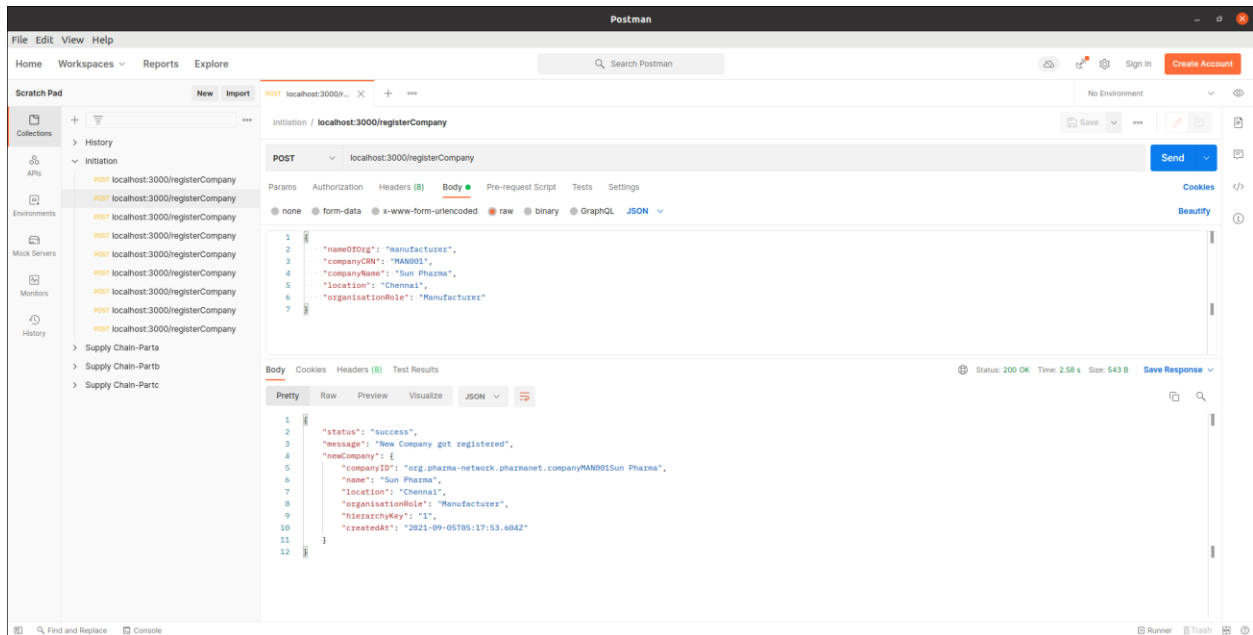 Postman
File Edit View Help
Home Workspaces Reports Explore
Search Postman
Sign In Create Account
Scratch Pad New Import
POST localhost:3000/r...
No Environment
Initiation / localhost:3000/registerCompany
Save
Collections
APIs
Environments
Mock Servers
Monitors
History
History
Initiation
POST localhost:3000/registerCompany
POST localhost:3000/registerCompany
POST localhost:3000/registerCompany
POST localhost:3000/registerCompany
POST localhost:3000/registerCompany
POST localhost:3000/registerCompany
POST localhost:3000/registerCompany
POST localhost:3000/registerCompany
POST localhost:3000/registerCompany
Supply Chain-Parta
Supply Chain-Partb
Supply Chain-Partc
POST localhost:3000/registerCompany Send
Params Authorization Headers (8) Body Pre-request Script Tests Settings Cookies
none form-data x-www-form-urlencoded raw binary GraphQL JSON Beautify
1 {
2 "nameOfOrg": "manufacturer",
3 "companyCRN": "MAN001",
4 "companyName": "Sun Pharma",
5 "location": "Chennai",
6 "organisationRole": "Manufacturer"
7 }
Body Cookies Headers (8) Test Results Status: 200 OK Time: 2.58 s Size: 543 B Save Response
Pretty Raw Preview Visualize JSON
1 {
2 "status": "success",
3 "message": "New Company got registered",
4 "newCompany": {
5 "companyID": "org.pharma-network.pharmanet.companyMAN001Sun Pharma",
6 "name": "Sun Pharma",
7 "location": "Chennai",
8 "organisationRole": "Manufacturer",
9 "hierarchyKey": "1",
10 "createdAt": "2021-09-05T05:17:53.604Z"
11 }
12 }
Find and Replace Console Runner Trash